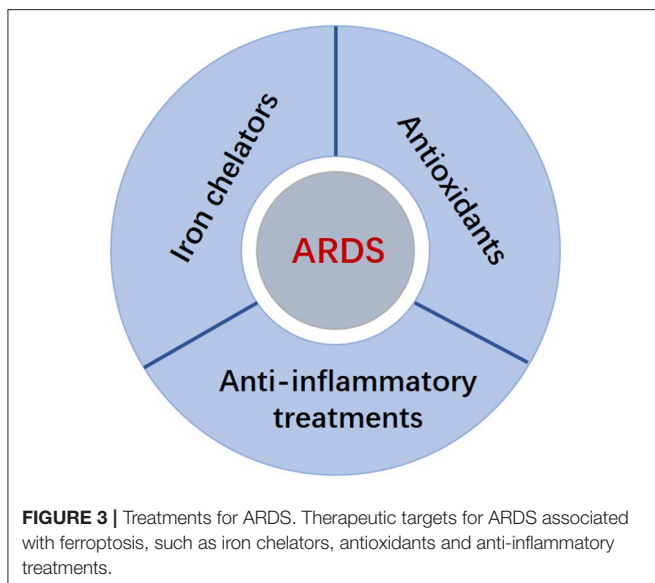 Iron chelators
Antioxidants
ARDS
Anti-inflammatory
treatments
FIGURE 3 | Treatments for ARDS. Therapeutic targets for ARDS associated
with ferroptosis, such as iron chelators, antioxidants and anti-inflammatory
treatments.